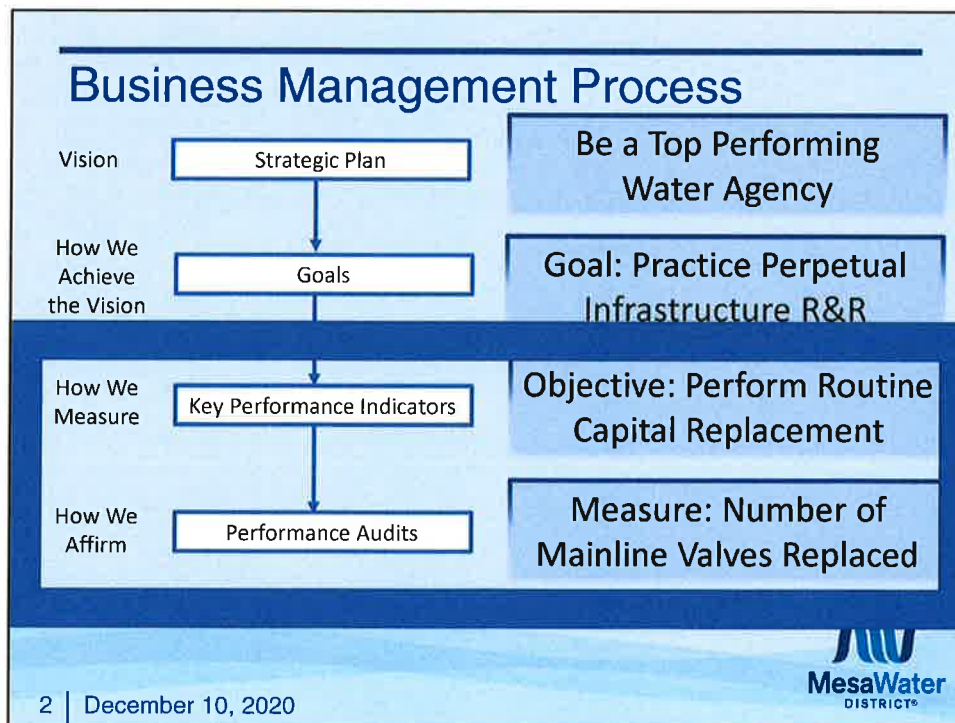 Business Management Process
Vision
Strategic Plan
Be a Top Performing
Water Agency
How We
Achieve
the Vision
Goals
Goal: Practice Perpetual
Infrastructure R&R
How We
Measure
Key Performance Indicators
Objective: Perform Routine
Capital Replacement
How We
Affirm
Performance Audits
Measure: Number of
Mainline Valves Replaced
MesaWater
DISTRICT®
2 | December 10, 2020